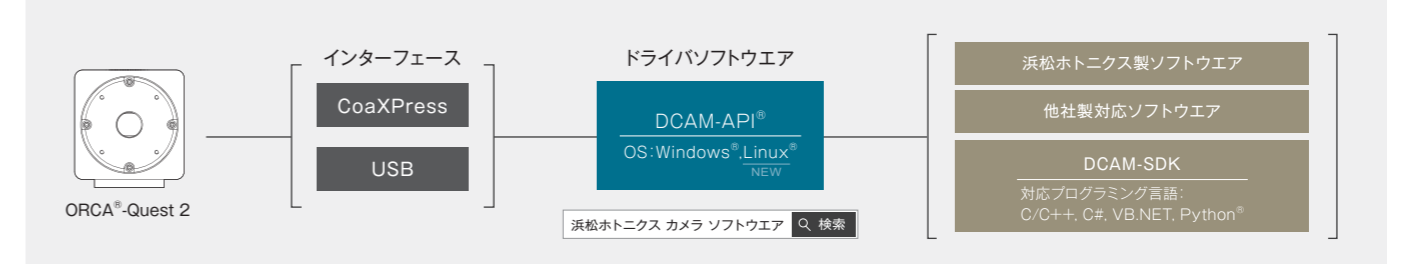 ORCA®-Quest 2
インターフェース
CoaXPress
USB
ドライバソフトウエア
DCAM-API®
OS:Windows®,Linux®
NEW
浜松ホトニクス カメラ ソフトウエア 検索
浜松ホトニクス製ソフトウエア
他社製対応ソフトウエア
DCAM-SDK
対応プログラミング言語:
C/C++, C#, VB.NET, Python®